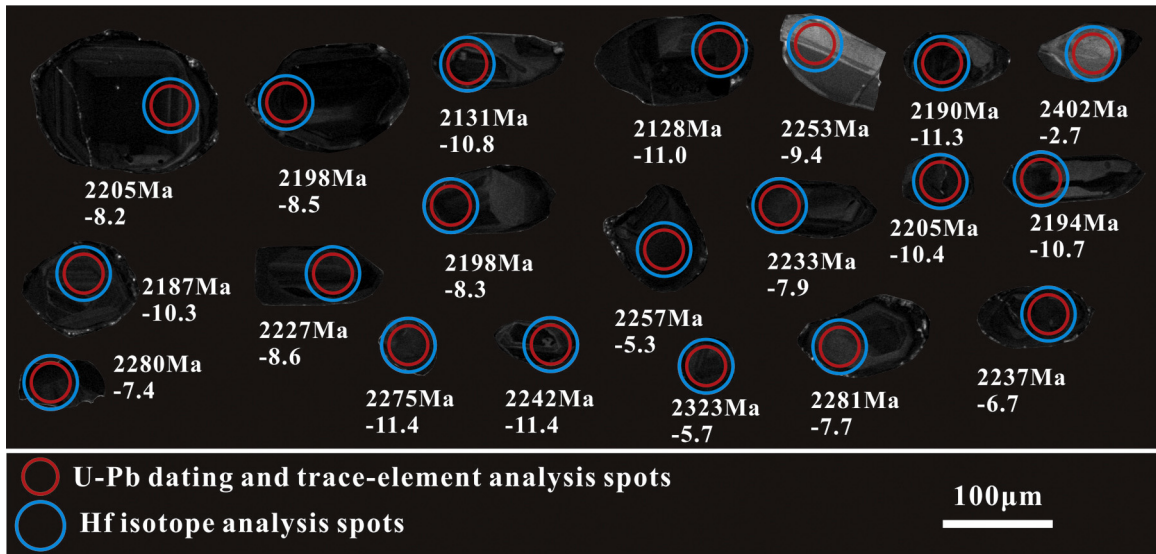 2205Ma
-8.2
2198Ma
-8.5
2131Ma
-10.8
2128Ma
-11.0
2253Ma
-9.4
2190Ma
-11.3
2402Ma
-2.7
2198Ma
-8.3
2233Ma
-7.9
2205Ma
-10.4
2194Ma
-10.7
2187Ma
-10.3
2227Ma
-8.6
2257Ma
-5.3
2280Ma
-7.4
2275Ma
-11.4
2242Ma
-11.4
2323Ma
-5.7
2281Ma
-7.7
2237Ma
-6.7
U-Pb dating and trace-element analysis spots
Hf isotope analysis spots
100μm